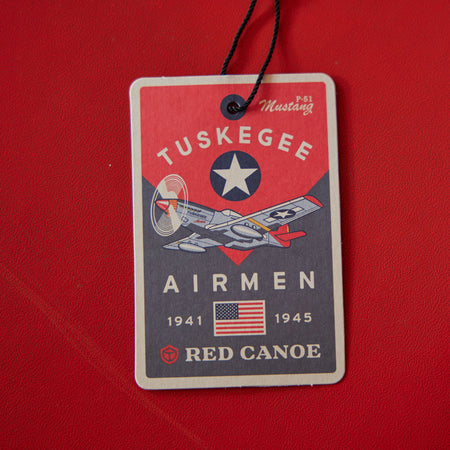 P-51
Mustang
TUSKEGEE
AIRMEN
1941 1945
RED CANOE